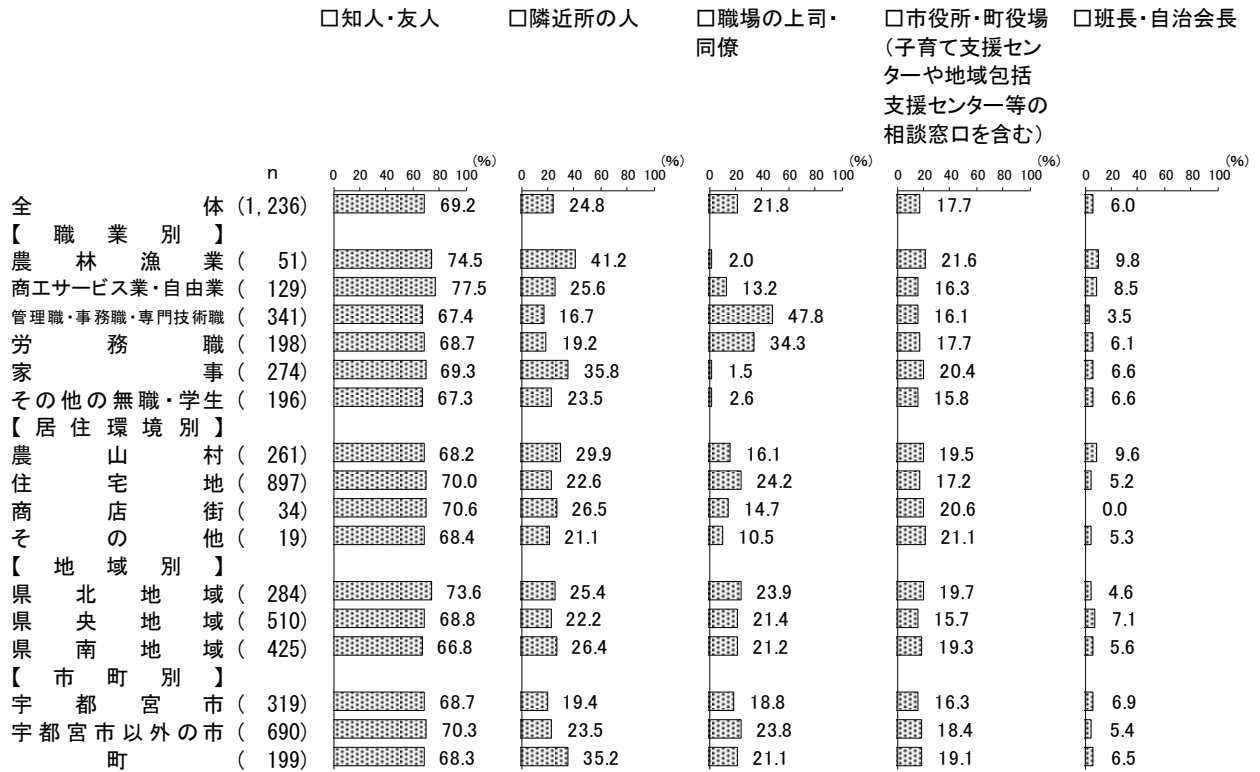 □知人・友人 □隣近所の人 □職場の上司・ □市役所・町役場 □班長・自治会長
同僚 (子育て支援セン
ターや地域包括
支援センター等の
相談窓口を含む)
n (%) (%) (%) (%) (%)
0 20 40 60 80 100 0 20 40 60 80 100 0 20 40 60 80 100 0 20 40 60 80 100 0 20 40 60 80 100
全体 (1,236) 69.2 24.8 21.8 17.7 6.0
【職業別】
農林漁業 ( 51) 74.5 41.2 2.0 21.6 9.8
商工サービス業・自由業 ( 129) 77.5 25.6 13.2 16.3 8.5
管理職・事務職・専門技術職 ( 341) 67.4 16.7 47.8 16.1 3.5
労務職 ( 198) 68.7 19.2 34.3 17.7 6.1
家事 ( 274) 69.3 35.8 1.5 20.4 6.6
その他の無職・学生 ( 196) 67.3 23.5 2.6 15.8 6.6
【居住環境別】
農山村 ( 261) 68.2 29.9 16.1 19.5 9.6
住宅地 ( 897) 70.0 22.6 24.2 17.2 5.2
商店街 ( 34) 70.6 26.5 14.7 20.6 0.0
その他 ( 19) 68.4 21.1 10.5 21.1 5.3
【地域別】
県北地域 ( 284) 73.6 25.4 23.9 19.7 4.6
県央地域 ( 510) 68.8 22.2 21.4 15.7 7.1
県南地域 ( 425) 66.8 26.4 21.2 19.3 5.6
【市町別】
宇都宮市 ( 319) 68.7 19.4 18.8 16.3 6.9
宇都宮市以外の市 ( 690) 70.3 23.5 23.8 18.4 5.4
町 ( 199) 68.3 35.2 21.1 19.1 6.5